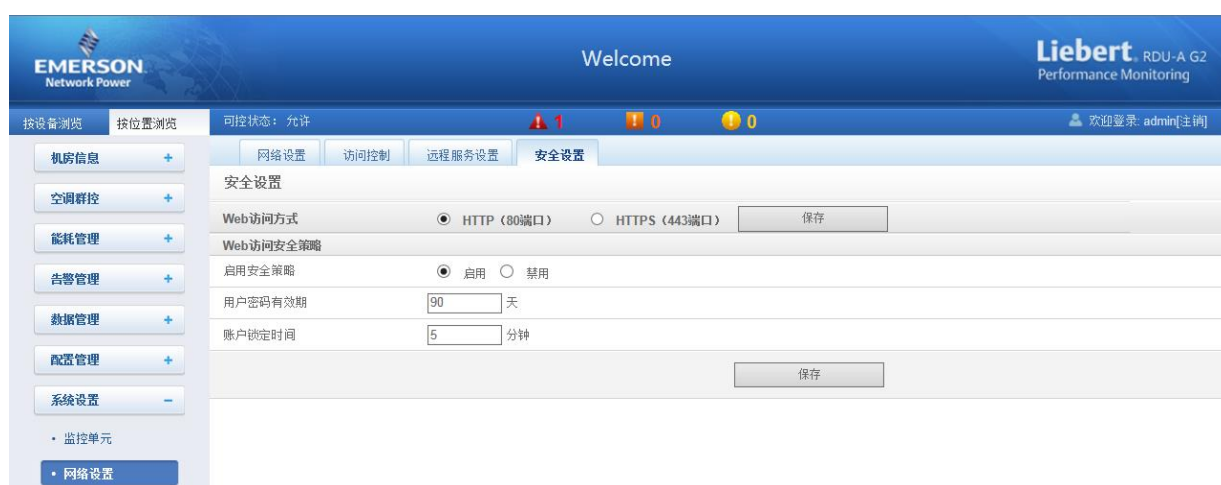 EMERSON
Network Power
Welcome
Liebert RDU-A G2
Performance Monitoring
按设备浏览 按位置浏览 可控状态：允许 1 0 0 欢迎登录: admin[注销]
网络设置 访问控制 远程服务设置 安全设置
安全设置
Web访问方式 HTTP（80端口） HTTPS（443端口） 保存
Web访问安全策略
启用安全策略 启用 禁用
用户密码有效期 90 天
账户锁定时间 5 分钟
保存
机房信息 +
空调群控 +
能耗管理 +
告警管理 +
数据管理 +
配置管理 +
系统设置 −
• 监控单元
• 网络设置